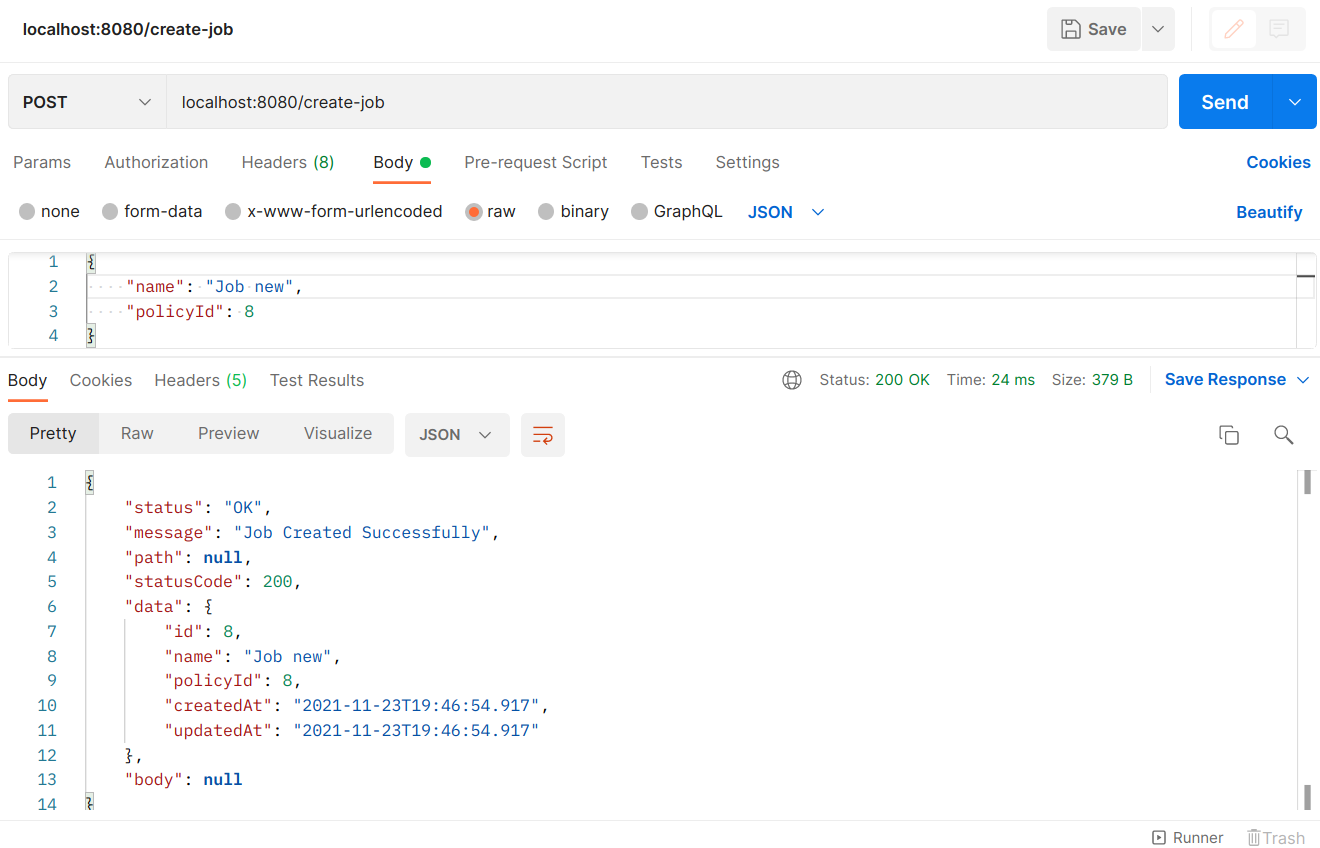 localhost:8080/create-job
Save
POST
localhost:8080/create-job
Send
Params Authorization Headers (8) Body Pre-request Script Tests Settings Cookies
none form-data x-www-form-urlencoded raw binary GraphQL JSON Beautify
1 {
2 "name": "Job new",
3 "policyId": 8
4 }
Body Cookies Headers (5) Test Results Status: 200 OK Time: 24 ms Size: 379 B Save Response
Pretty Raw Preview Visualize JSON
1 {
2 "status": "OK",
3 "message": "Job Created Successfully",
4 "path": null,
5 "statusCode": 200,
6 "data": {
7 "id": 8,
8 "name": "Job new",
9 "policyId": 8,
10 "createdAt": "2021-11-23T19:46:54.917",
11 "updatedAt": "2021-11-23T19:46:54.917"
12 },
13 "body": null
14 }
Runner Trash